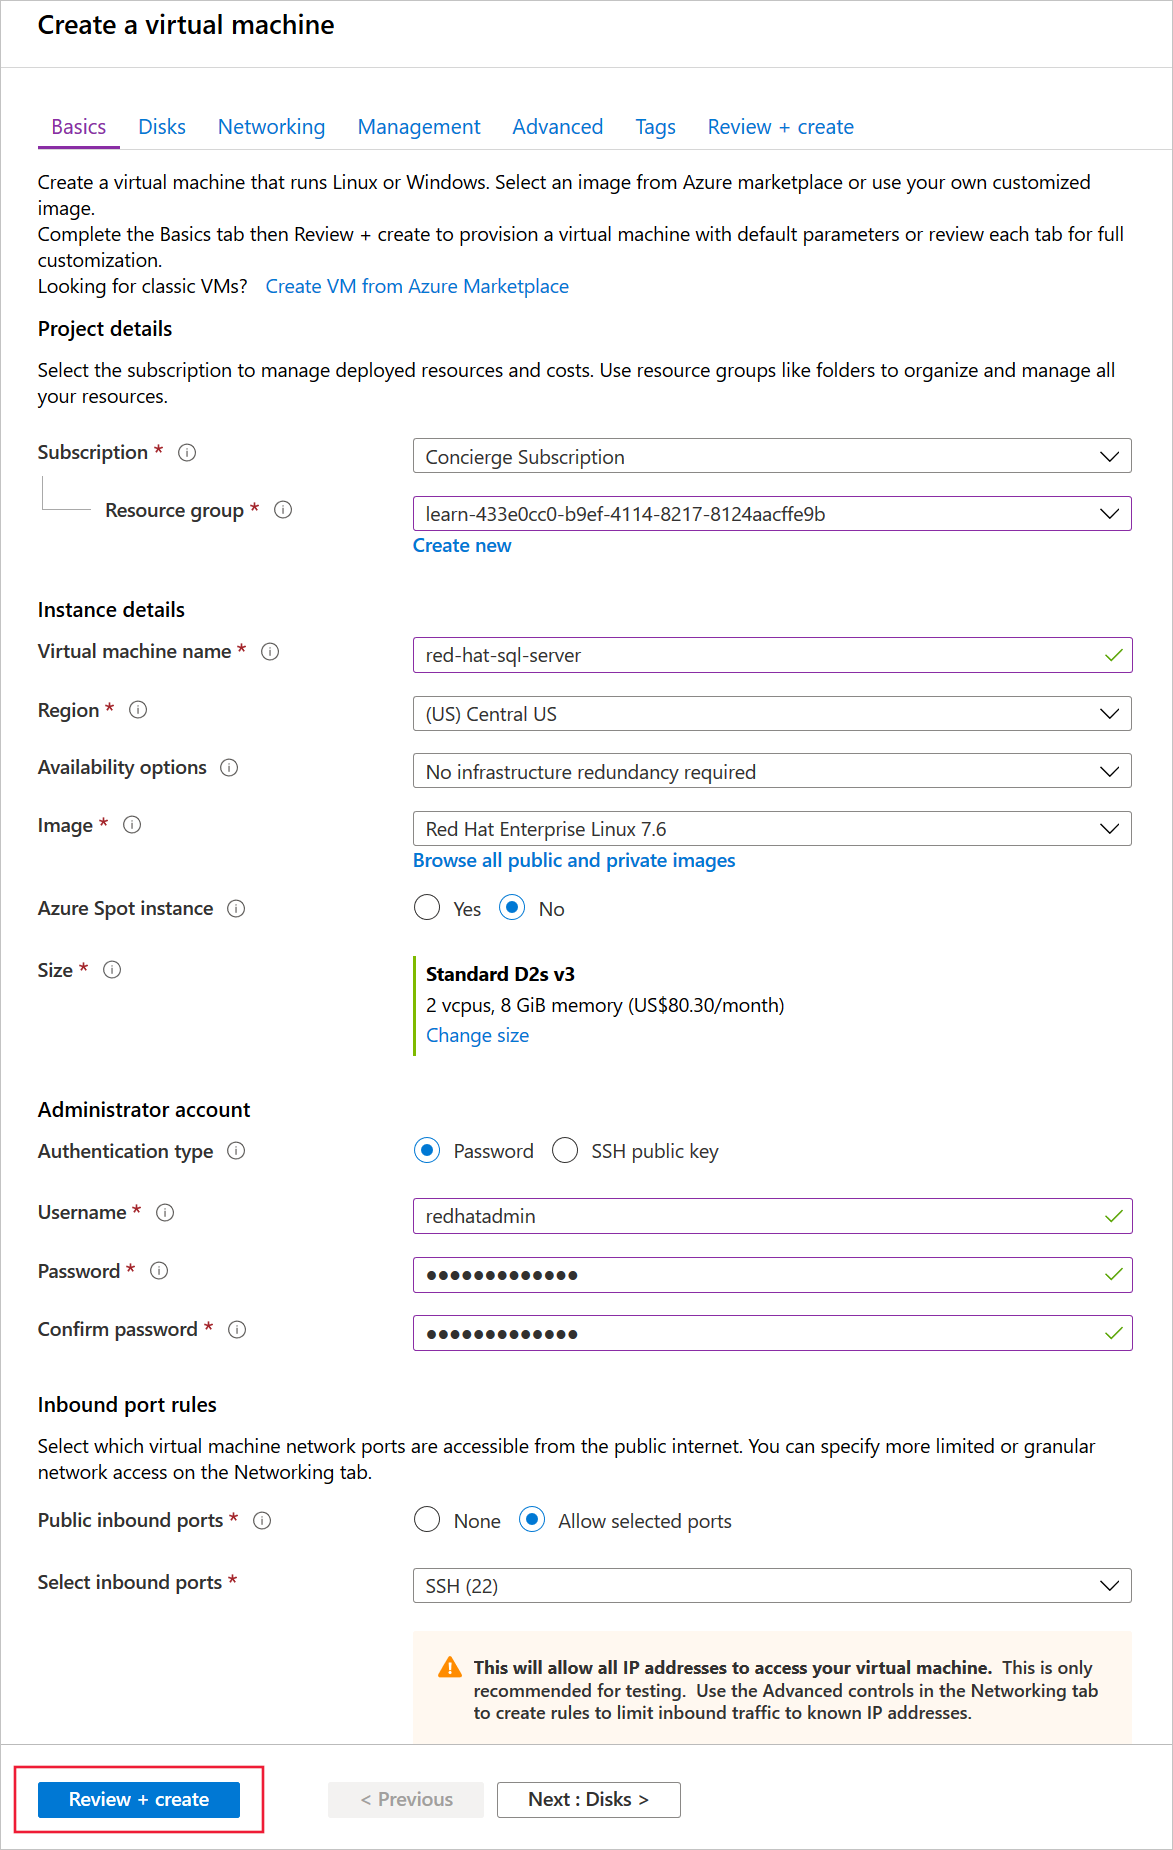 Create a virtual machine
Basics Disks Networking Management Advanced Tags Review + create
Create a virtual machine that runs Linux or Windows. Select an image from Azure marketplace or use your own customized
image.
Complete the Basics tab then Review + create to provision a virtual machine with default parameters or review each tab for full
customization.
Looking for classic VMs? Create VM from Azure Marketplace
Project details
Select the subscription to manage deployed resources and costs. Use resource groups like folders to organize and manage all
your resources.
Subscription * Concierge Subscription
Resource group * learn-433e0cc0-b9ef-4114-8217-8124aacffe9b
Create new
Instance details
Virtual machine name * red-hat-sql-server
Region * (US) Central US
Availability options No infrastructure redundancy required
Image * Red Hat Enterprise Linux 7.6
Browse all public and private images
Azure Spot instance Yes No
Size * Standard D2s v3
2 vcpus, 8 GiB memory (US$80.30/month)
Change size
Administrator account
Authentication type Password SSH public key
Username * redhatadmin
Password * •••••••••••••
Confirm password * •••••••••••••
Inbound port rules
Select which virtual machine network ports are accessible from the public internet. You can specify more limited or granular
network access on the Networking tab.
Public inbound ports * None Allow selected ports
Select inbound ports * SSH (22)
This will allow all IP addresses to access your virtual machine. This is only
recommended for testing. Use the Advanced controls in the Networking tab
to create rules to limit inbound traffic to known IP addresses.
Review + create < Previous Next : Disks >